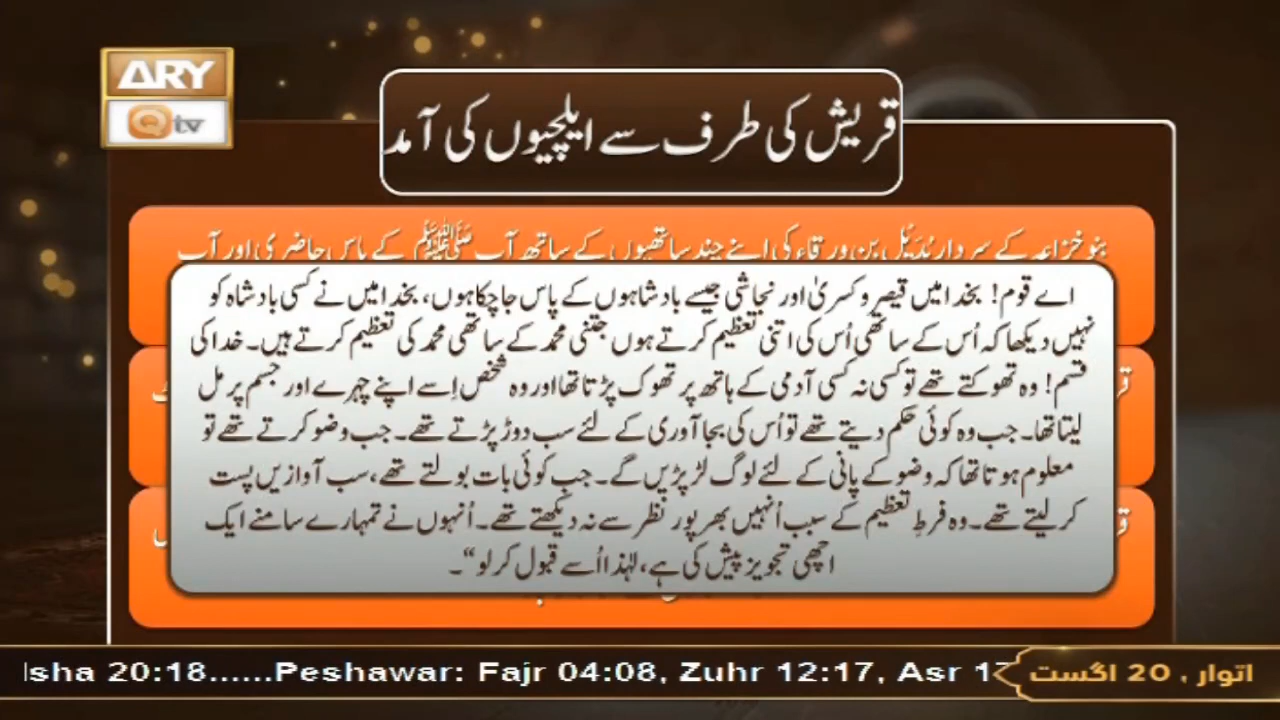 ARY
Qtv
قریش کی طرف سے ایلچیوں کی آمد
بنو خزاعہ کے سردار بُدَیْل بن ورقاء کی اپنے چند ساتھیوں کے ساتھ آپ ﷺ کے پاس حاضری اور آپ
اے قوم! بخدا میں قیصر و کسریٰ اور نجاشی جیسے بادشاہوں کے پاس جا چکا ہوں، بخدا میں نے کسی بادشاہ کو
نہیں دیکھا کہ اُس کے ساتھی اُس کی اتنی تعظیم کرتے ہوں جتنی محمد کے ساتھی محمد کی تعظیم کرتے ہیں۔ خدا کی
قسم! وہ تھوکتے تھے تو کسی نہ کسی آدمی کے ہاتھ پر تھوک پڑتا تھا اور وہ شخص اِسے اپنے چہرے اور جسم پر مل
لیتا تھا۔ جب وہ کوئی حکم دیتے تھے تو اُس کی بجا آوری کے لئے سب دوڑ پڑتے تھے۔ جب وضو کرتے تھے تو
معلوم ہوتا تھا کہ وضو کے پانی کے لئے لوگ لڑ پڑیں گے۔ جب کوئی بات بولتے تھے، سب آوازیں پست
کر لیتے تھے۔ وہ فرطِ تعظیم کے سبب اُنہیں بھرپور نظر سے نہ دیکھتے تھے۔ اُنہوں نے تمہارے سامنے ایک
اچھی تجویز پیش کی ہے، لہٰذا اُسے قبول کر لو“۔
Isha 20:18......Peshawar: Fajr 04:08, Zuhr 12:17, Asr 17
اتوار , 20 اگست